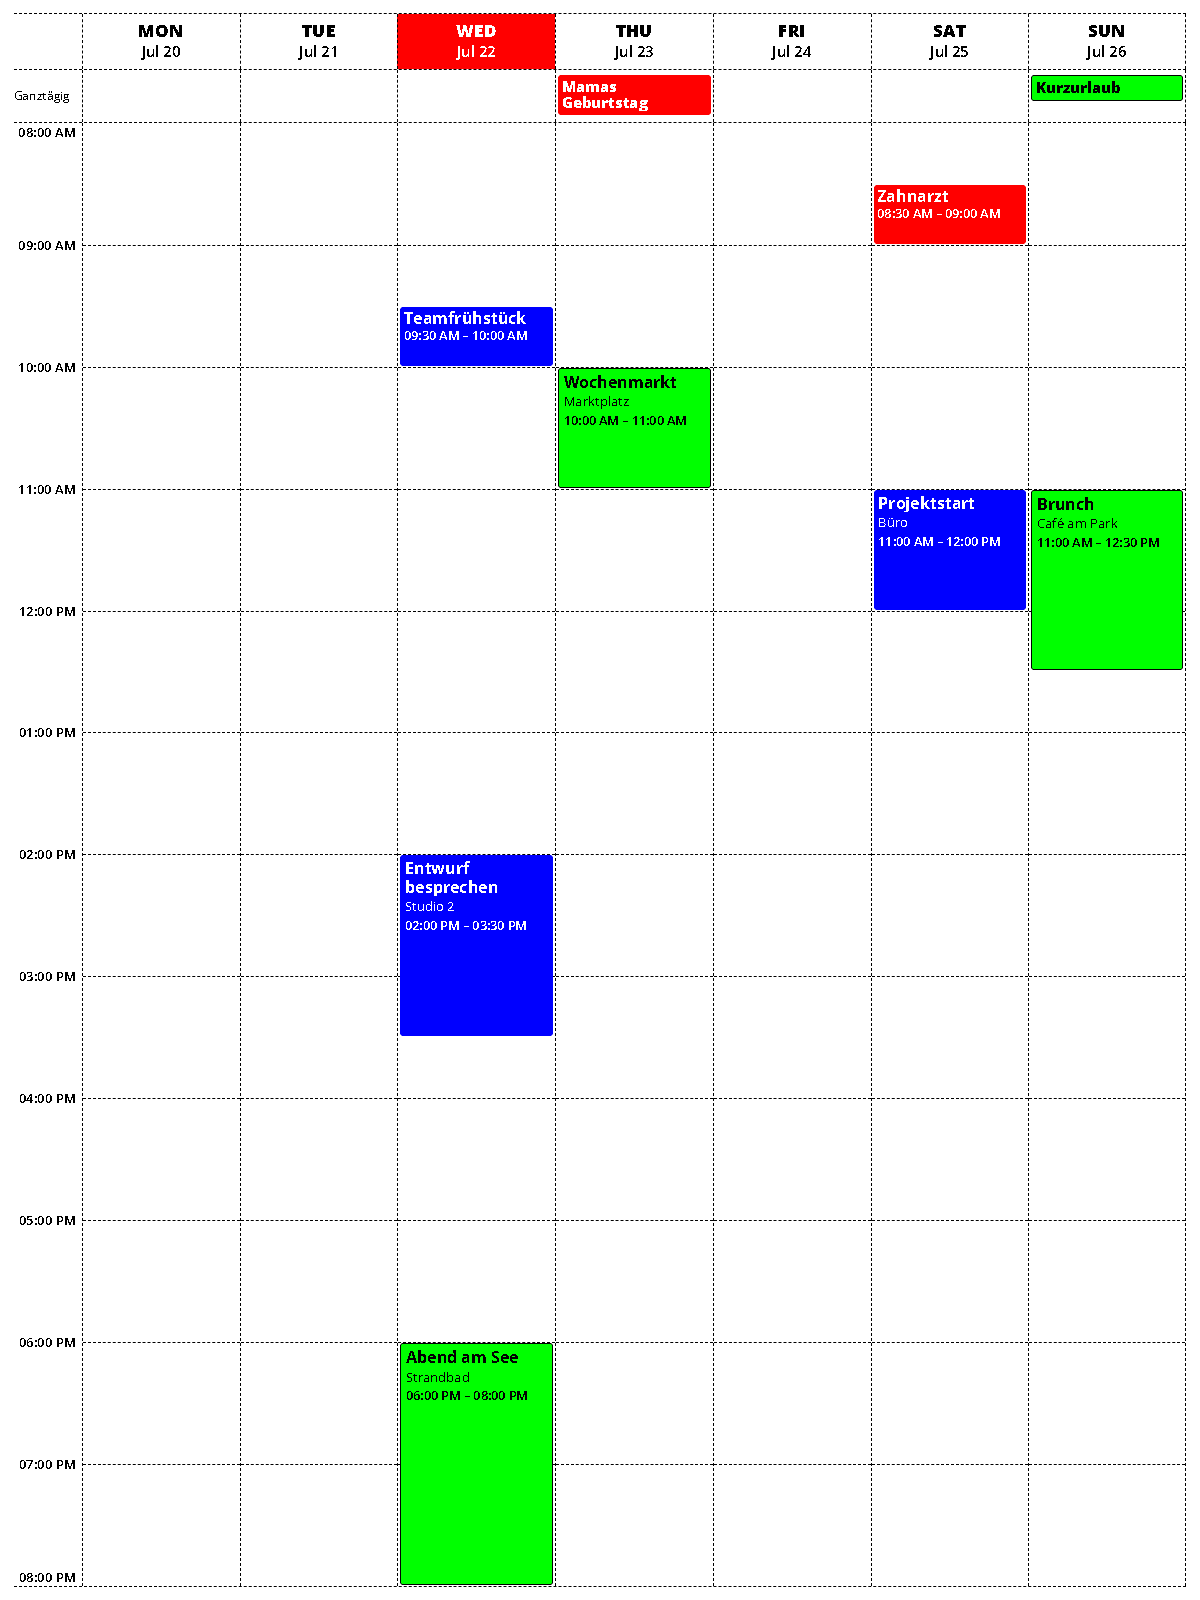 MON
Jul 20
TUE
Jul 21
WED
Jul 22
THU
Jul 23
FRI
Jul 24
SAT
Jul 25
SUN
Jul 26
Ganztägig
Mamas
Geburtstag
Kurzurlaub
08:00 AM
Zahnarzt
08:30 AM – 09:00 AM
09:00 AM
Teamfrühstück
09:30 AM – 10:00 AM
10:00 AM
Wochenmarkt
Marktplatz
10:00 AM – 11:00 AM
11:00 AM
Projektstart
Büro
11:00 AM – 12:00 PM
Brunch
Café am Park
11:00 AM – 12:30 PM
12:00 PM
01:00 PM
02:00 PM
Entwurf
besprechen
Studio 2
02:00 PM – 03:30 PM
03:00 PM
04:00 PM
05:00 PM
06:00 PM
Abend am See
Strandbad
06:00 PM – 08:00 PM
07:00 PM
08:00 PM